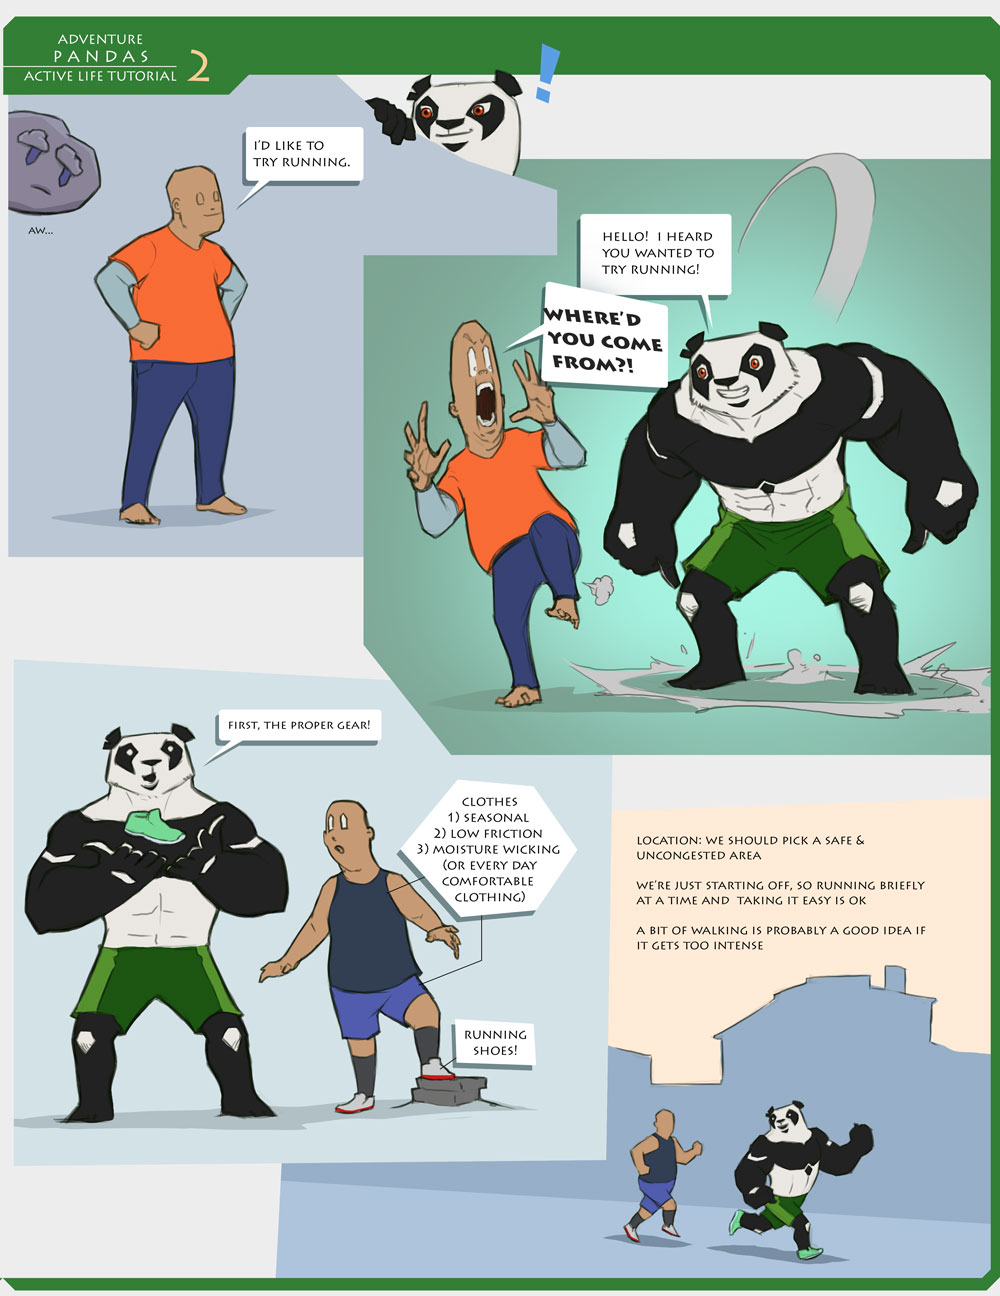 ADVENTURE
PANDAS
ACTIVE LIFE TUTORIAL 2
!
I'D LIKE TO
TRY RUNNING.
AW...
HELLO! I HEARD
YOU WANTED TO
TRY RUNNING!
WHERE'D
YOU COME
FROM?!
FIRST, THE PROPER GEAR!
CLOTHES
1) SEASONAL
2) LOW FRICTION
3) MOISTURE WICKING
(OR EVERY DAY
COMFORTABLE
CLOTHING)
RUNNING
SHOES!
LOCATION: WE SHOULD PICK A SAFE &
UNCONGESTED AREA
WE'RE JUST STARTING OFF, SO RUNNING BRIEFLY
AT A TIME AND TAKING IT EASY IS OK
A BIT OF WALKING IS PROBABLY A GOOD IDEA IF
IT GETS TOO INTENSE